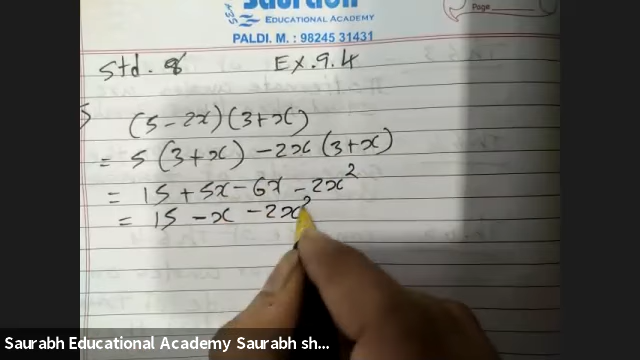 Saurabh
EDUCATIONAL ACADEMY
PALDI. M - 98245 31431
Page
Std. 8 Ex. 9.4
(5-2x)(3+x)
= 5(3+x) -2x(3+x)
= 15 + 5x - 6x - 2x²
= 15 - x - 2x²
Saurabh Educational Academy Saurabh sh...